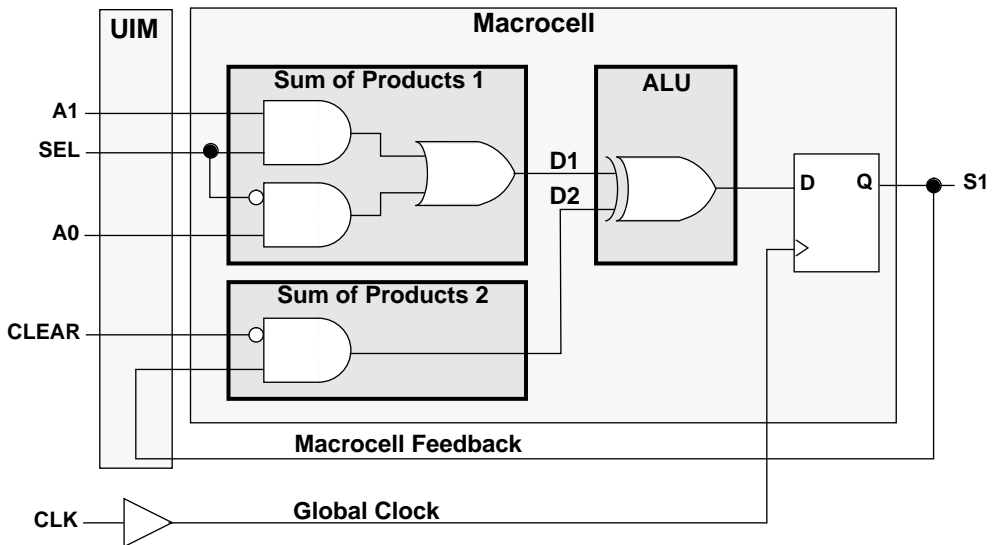 UIM
Macrocell
Sum of Products 1
ALU
A1
SEL
D1
D2
D
Q
S1
A0
Sum of Products 2
CLEAR
Macrocell Feedback
CLK
Global Clock